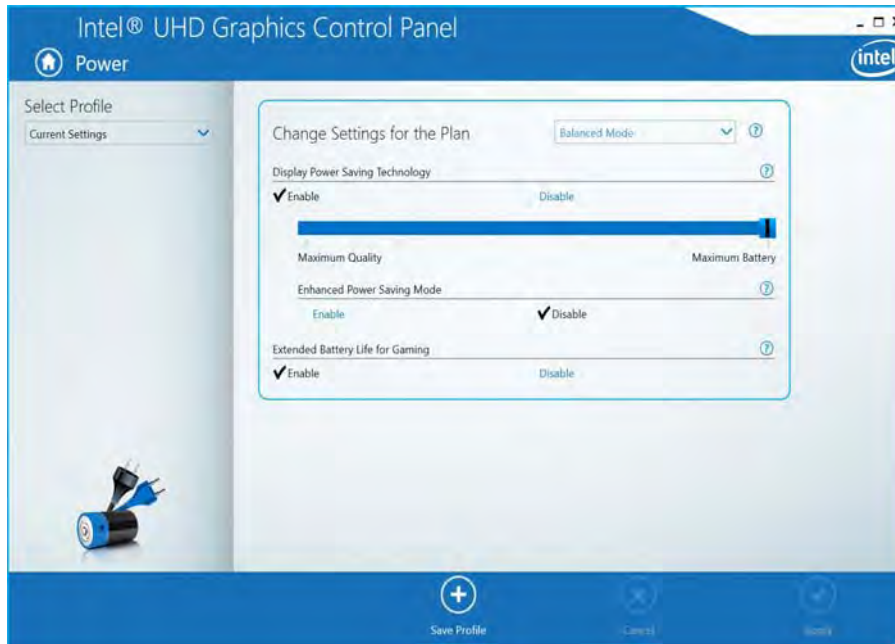 Intel® UHD Graphics Control Panel
Power
intel
Select Profile
Current Settings
Change Settings for the Plan
Balanced Mode
Display Power Saving Technology
Enable
Disable
Maximum Quality
Maximum Battery
Enhanced Power Saving Mode
Enable
Disable
Extended Battery Life for Gaming
Enable
Disable
Save Profile
Cancel
Apply